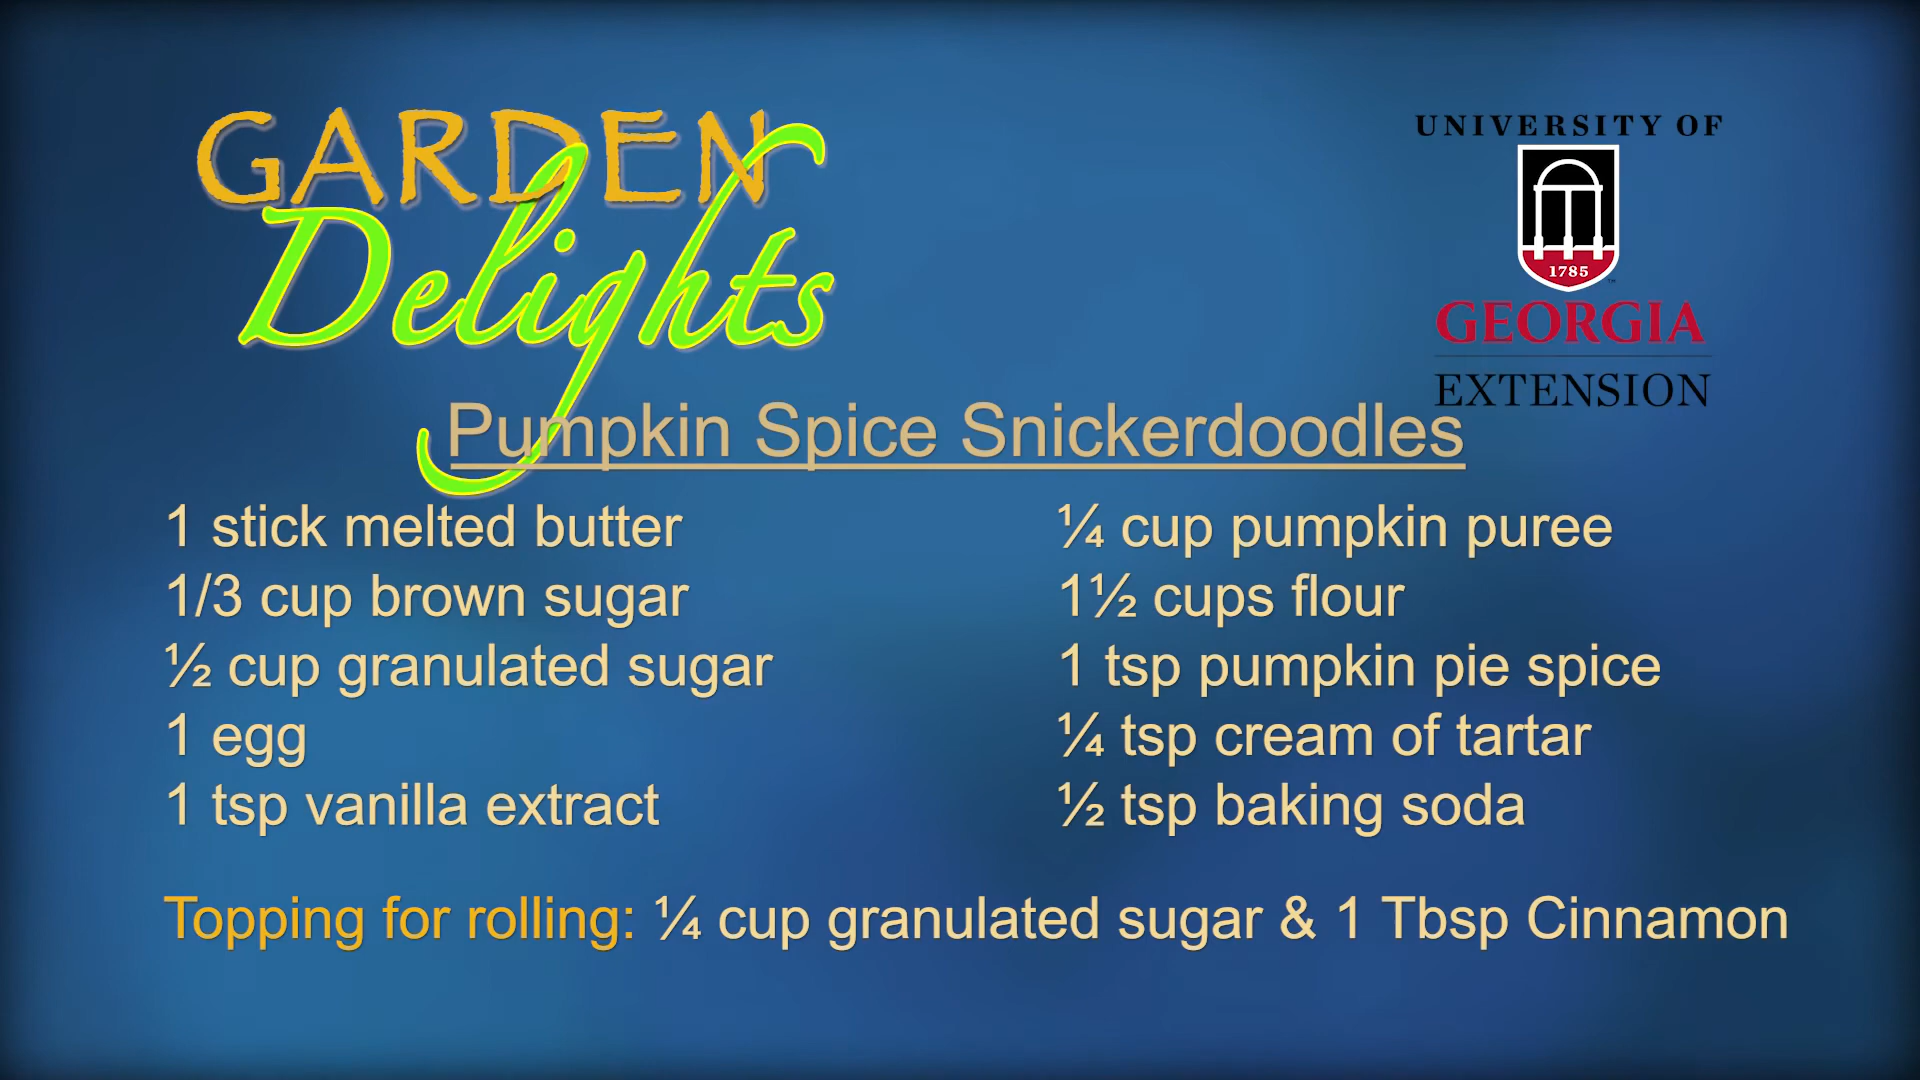 GARDEN
Delights
UNIVERSITY OF
1785
GEORGIA
EXTENSION
Pumpkin Spice Snickerdoodles
1 stick melted butter
1/3 cup brown sugar
½ cup granulated sugar
1 egg
1 tsp vanilla extract
¼ cup pumpkin puree
1½ cups flour
1 tsp pumpkin pie spice
¼ tsp cream of tartar
½ tsp baking soda
Topping for rolling: ¼ cup granulated sugar & 1 Tbsp Cinnamon